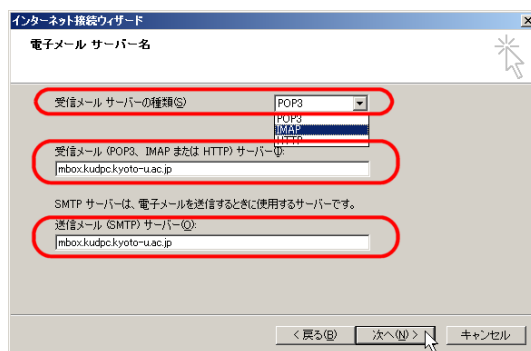 インターネット接続ウィザード
電子メール サーバー名
受信メール サーバーの種類(S)
POP3
POP3
IMAP
HTTP
受信メール (POP3、IMAP または HTTP) サーバー(I):
mbox.kudpc.kyoto-u.ac.jp
SMTP サーバーは、電子メールを送信するときに使用するサーバーです。
送信メール (SMTP) サーバー(O):
mbox.kudpc.kyoto-u.ac.jp
< 戻る(B)
次へ(N) >
キャンセル